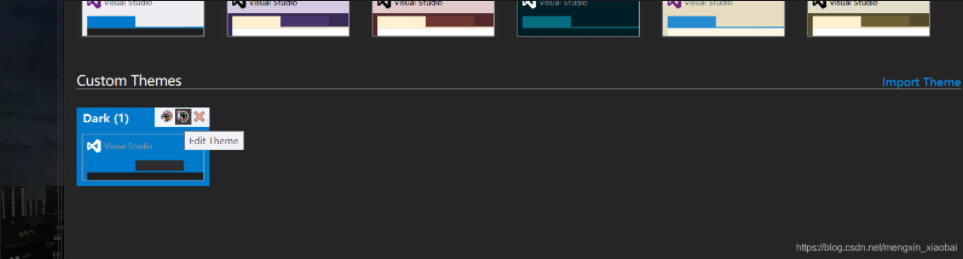 Visual Studio Visual Studio Visual Studio Visual Studio Visual Studio Visual Studio
Custom Themes
Import Theme
Dark (1)
Edit Theme
Visual Studio
https://blog.csdn.net/mengxin_xiaobai